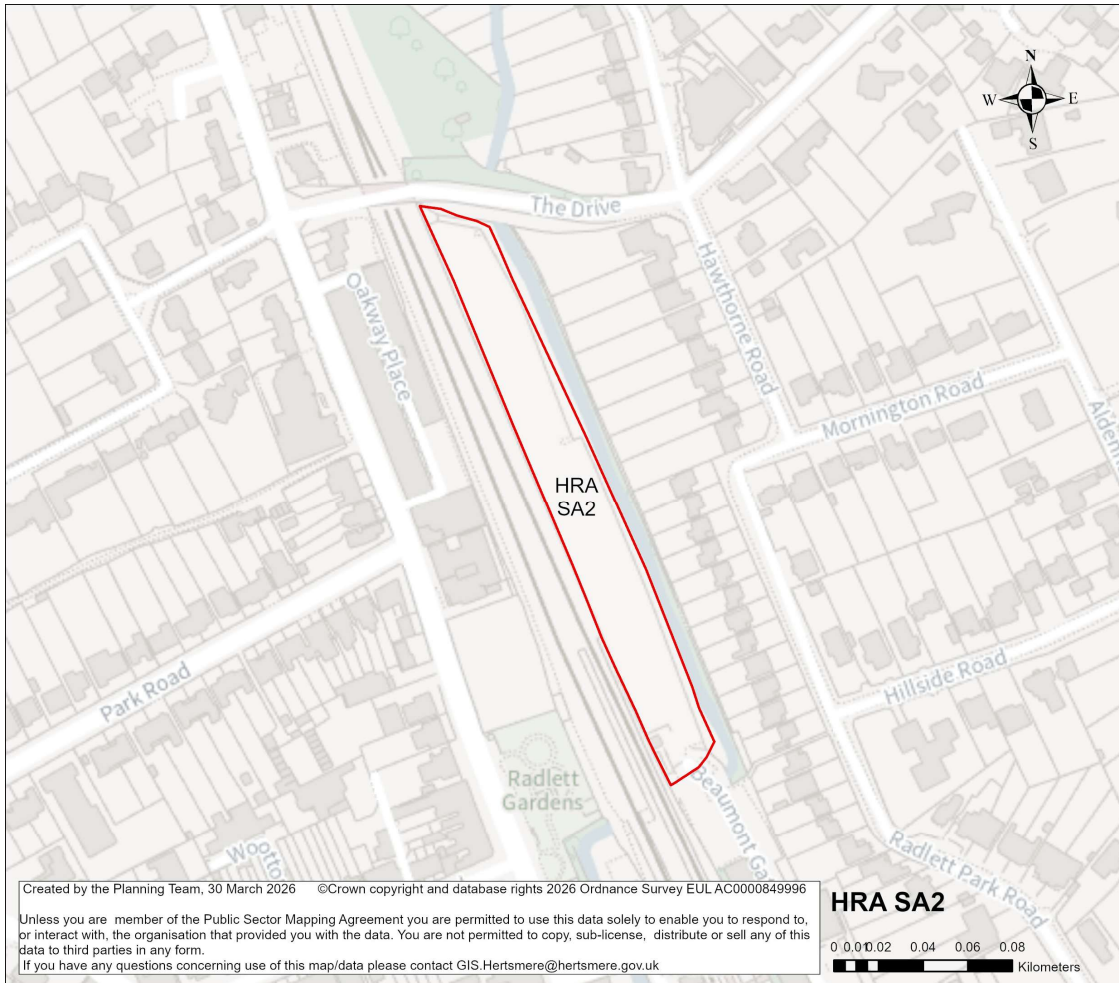 N
W E
S
The Drive
Oakway Place
Hawthorne Road
Mornington Road
HRA
SA2
Park Road
Hillside Road
Radlett
Gardens
Radlett Park Road
Created by the Planning Team, 30 March 2026 ©Crown copyright and database rights 2026 Ordnance Survey EUL AC0000849996
Unless you are member of the Public Sector Mapping Agreement you are permitted to use this data solely to enable you to respond to,
or interact with, the organisation that provided you with the data. You are not permitted to copy, sub-license, distribute or sell any of this
data to third parties in any form.
If you have any questions concerning use of this map/data please contact GIS.Hertsmere@hertsmere.gov.uk
HRA SA2
0 0.010.02 0.04 0.06 0.08
Kilometers